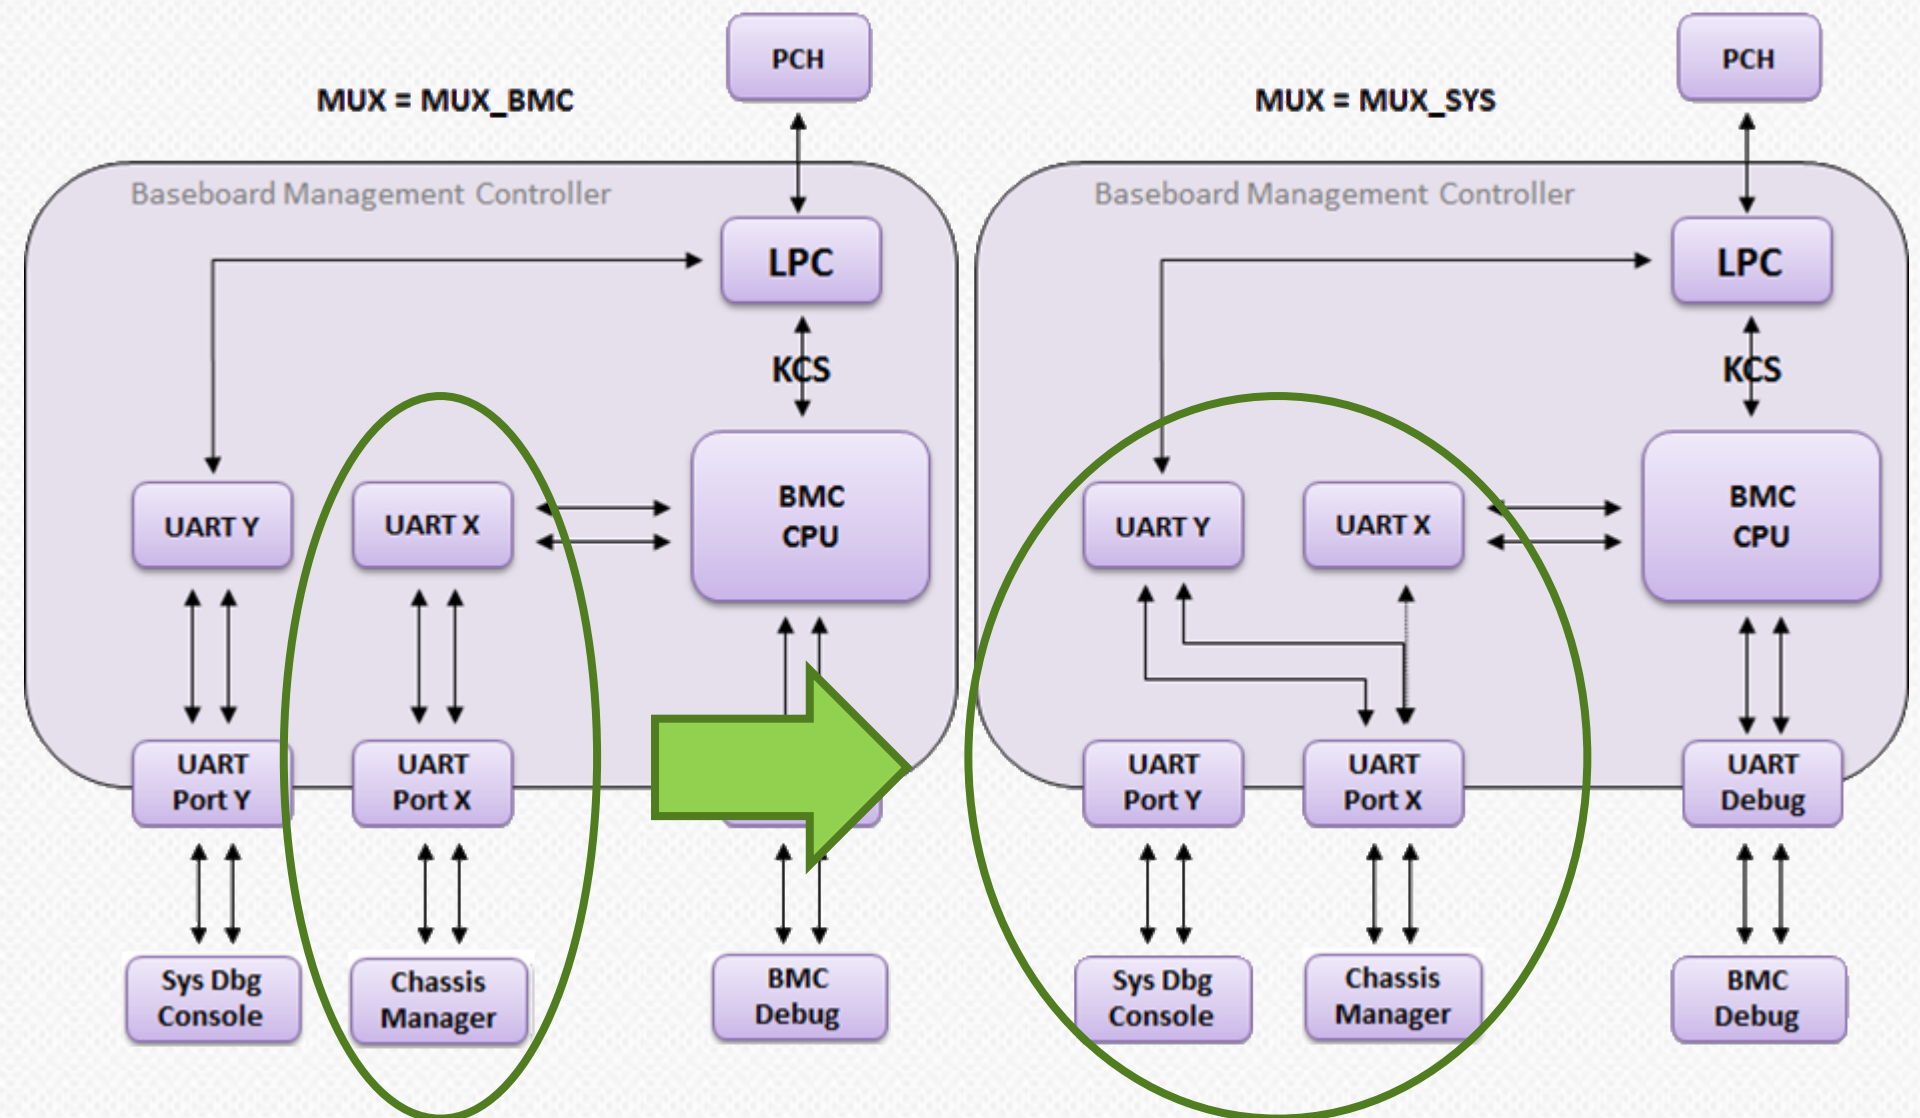 PCH
MUX = MUX_BMC
Baseboard Management Controller
LPC
KCS
UART Y
UART X
BMC
CPU
UART
Port Y
UART
Port X
Sys Dbg
Console
Chassis
Manager
BMC
Debug
PCH
MUX = MUX_SYS
Baseboard Management Controller
LPC
KCS
UART Y
UART X
BMC
CPU
UART
Port Y
UART
Port X
UART
Debug
Sys Dbg
Console
Chassis
Manager
BMC
Debug